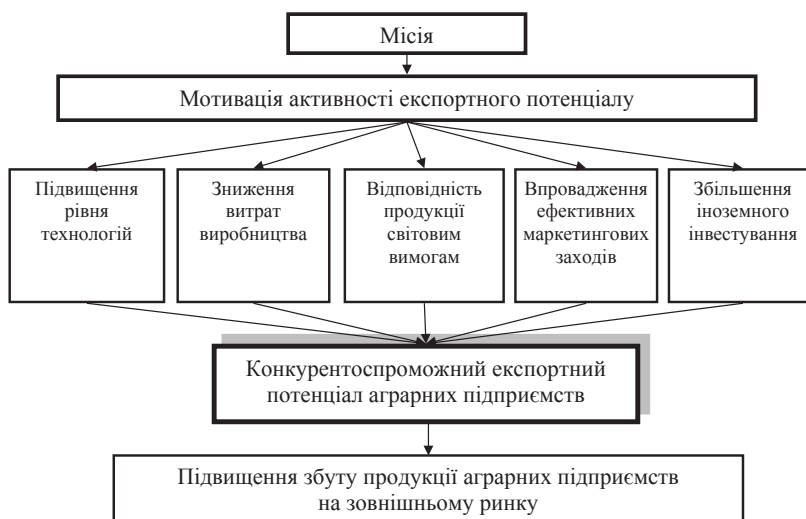 Місія
Мотивація активності експортного потенціалу
Підвищення
рівня
технологій
Зниження
витрат
виробництва
Відповідність
продукції
світовим
вимогам
Впровадження
ефективних
маркетингових
заходів
Збільшення
іноземного
інвестування
Конкурентоспроможний експортний
потенціал аграрних підприємств
Підвищення збуту продукції аграрних підприємств
на зовнішньому ринку